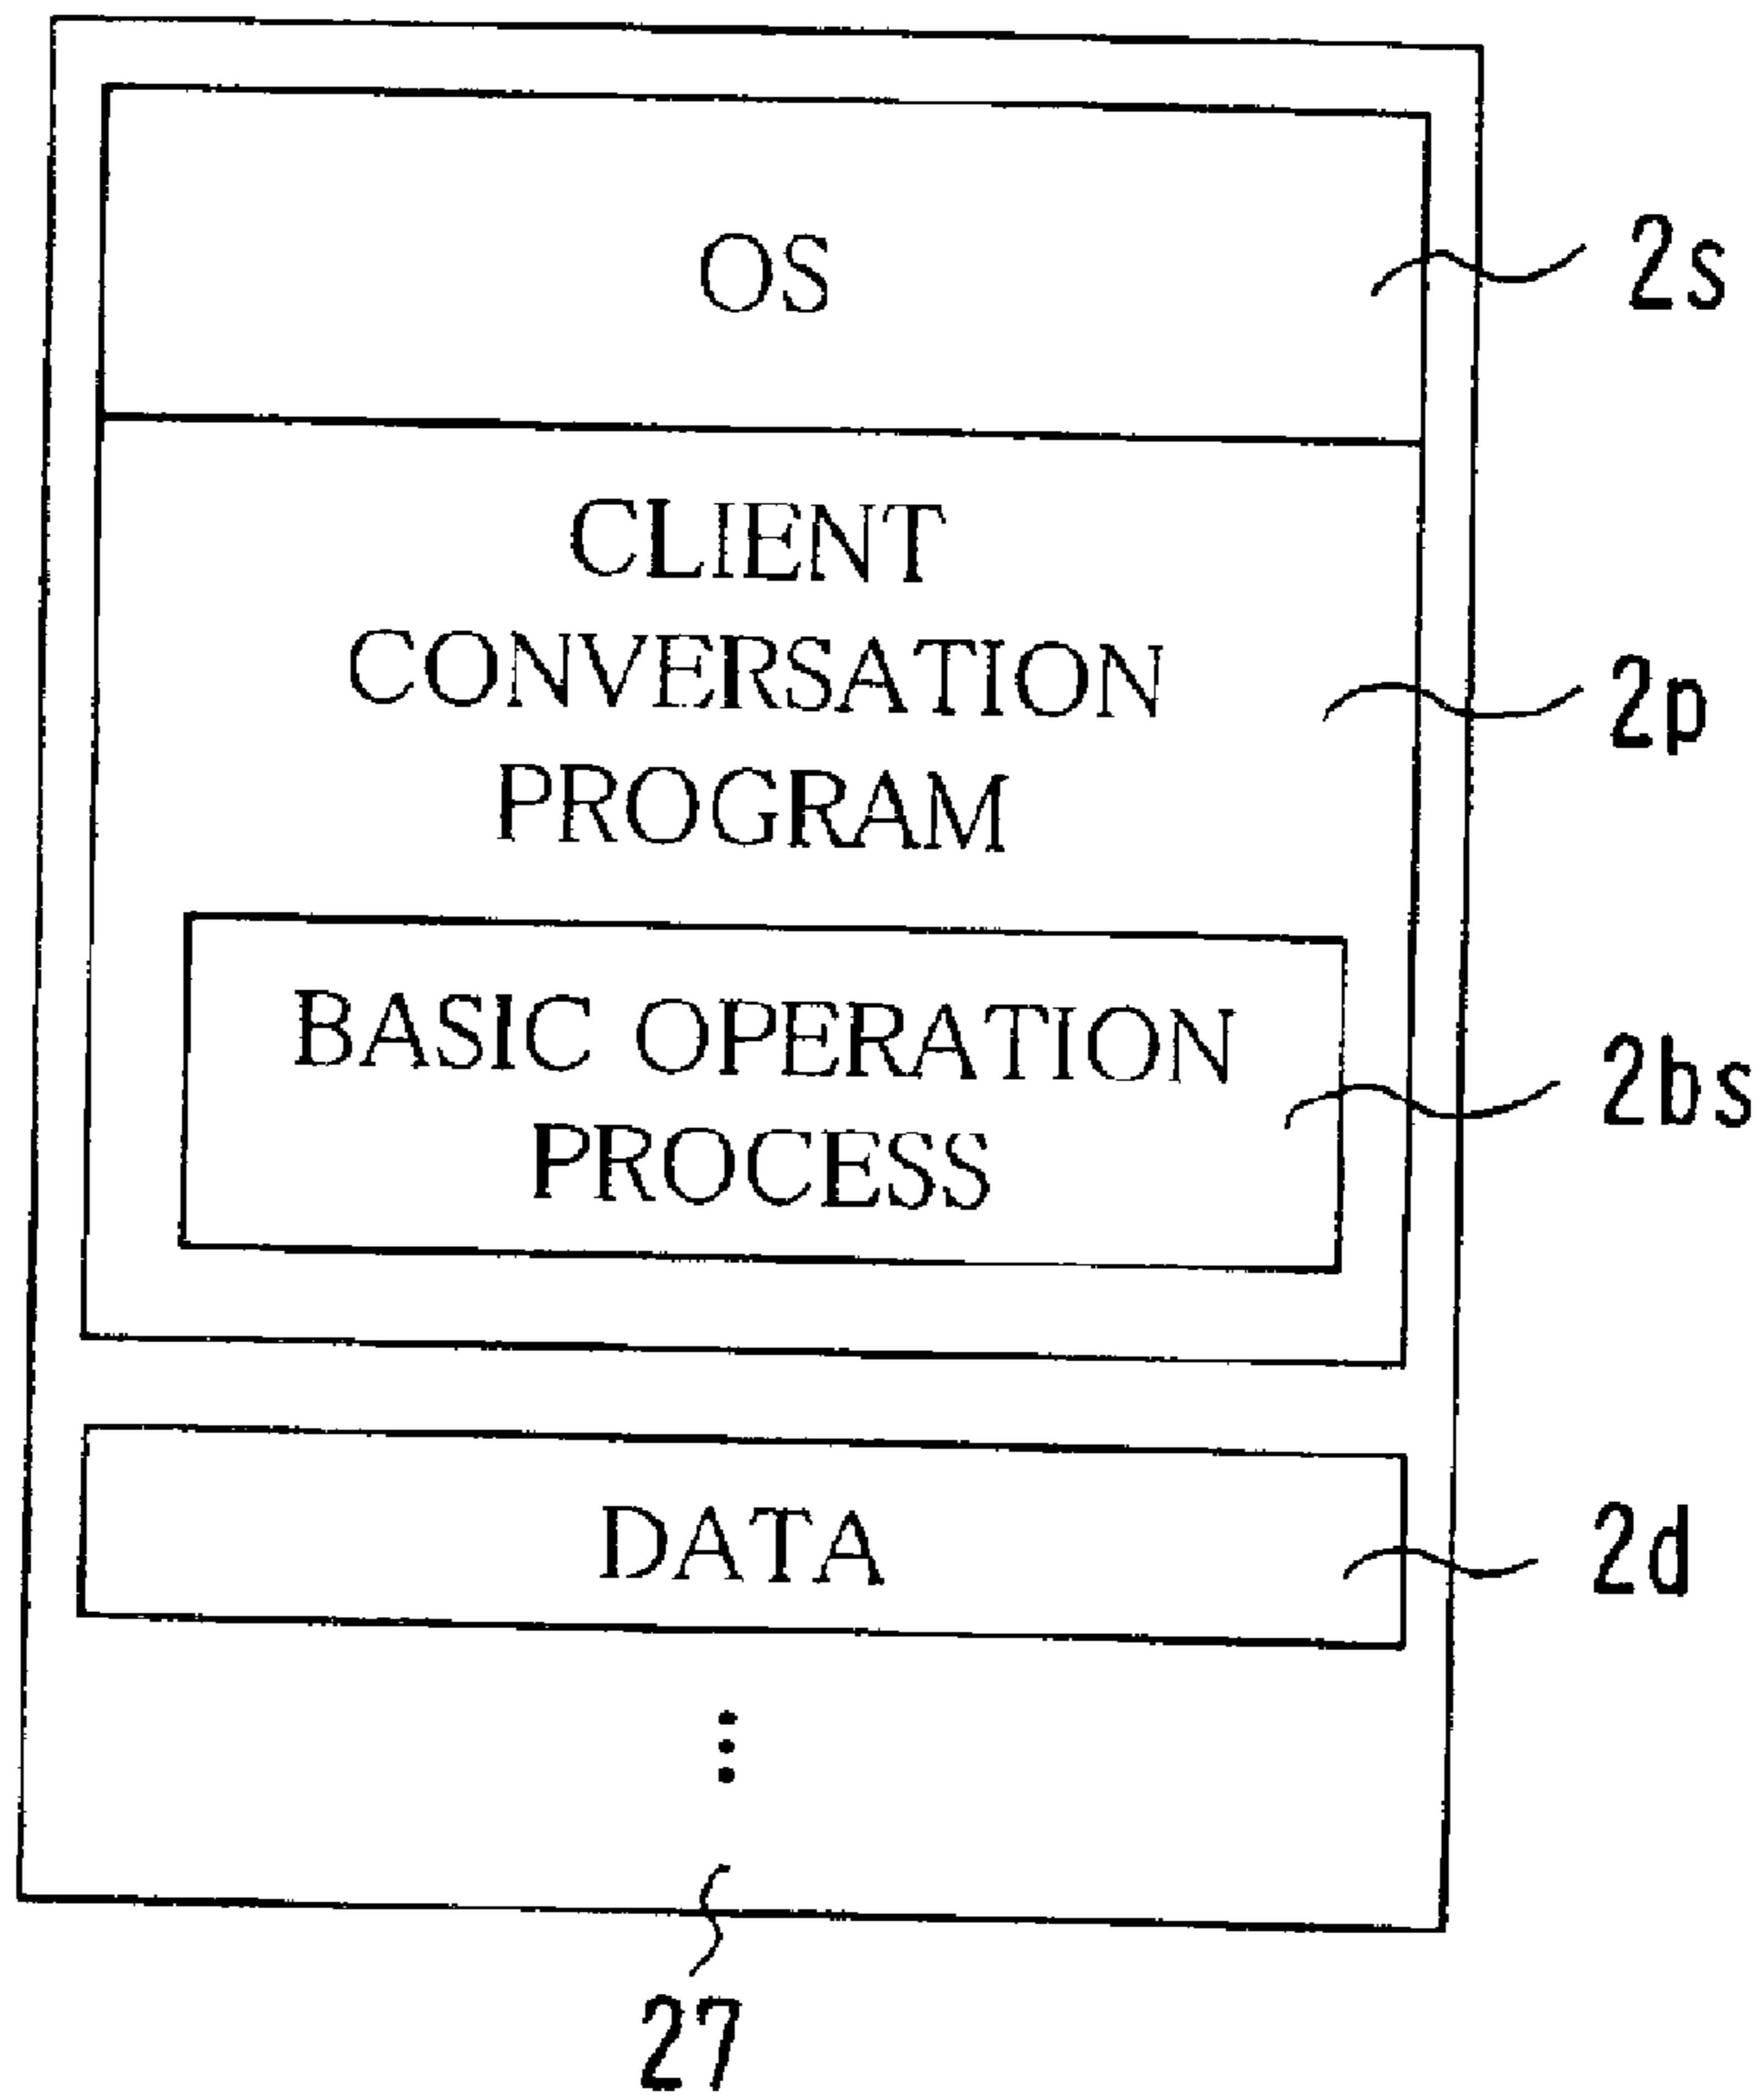 OS
2s
CLIENT
CONVERSATION
PROGRAM
2p
BASIC OPERATION
PROCESS
2bs
DATA
2d
27